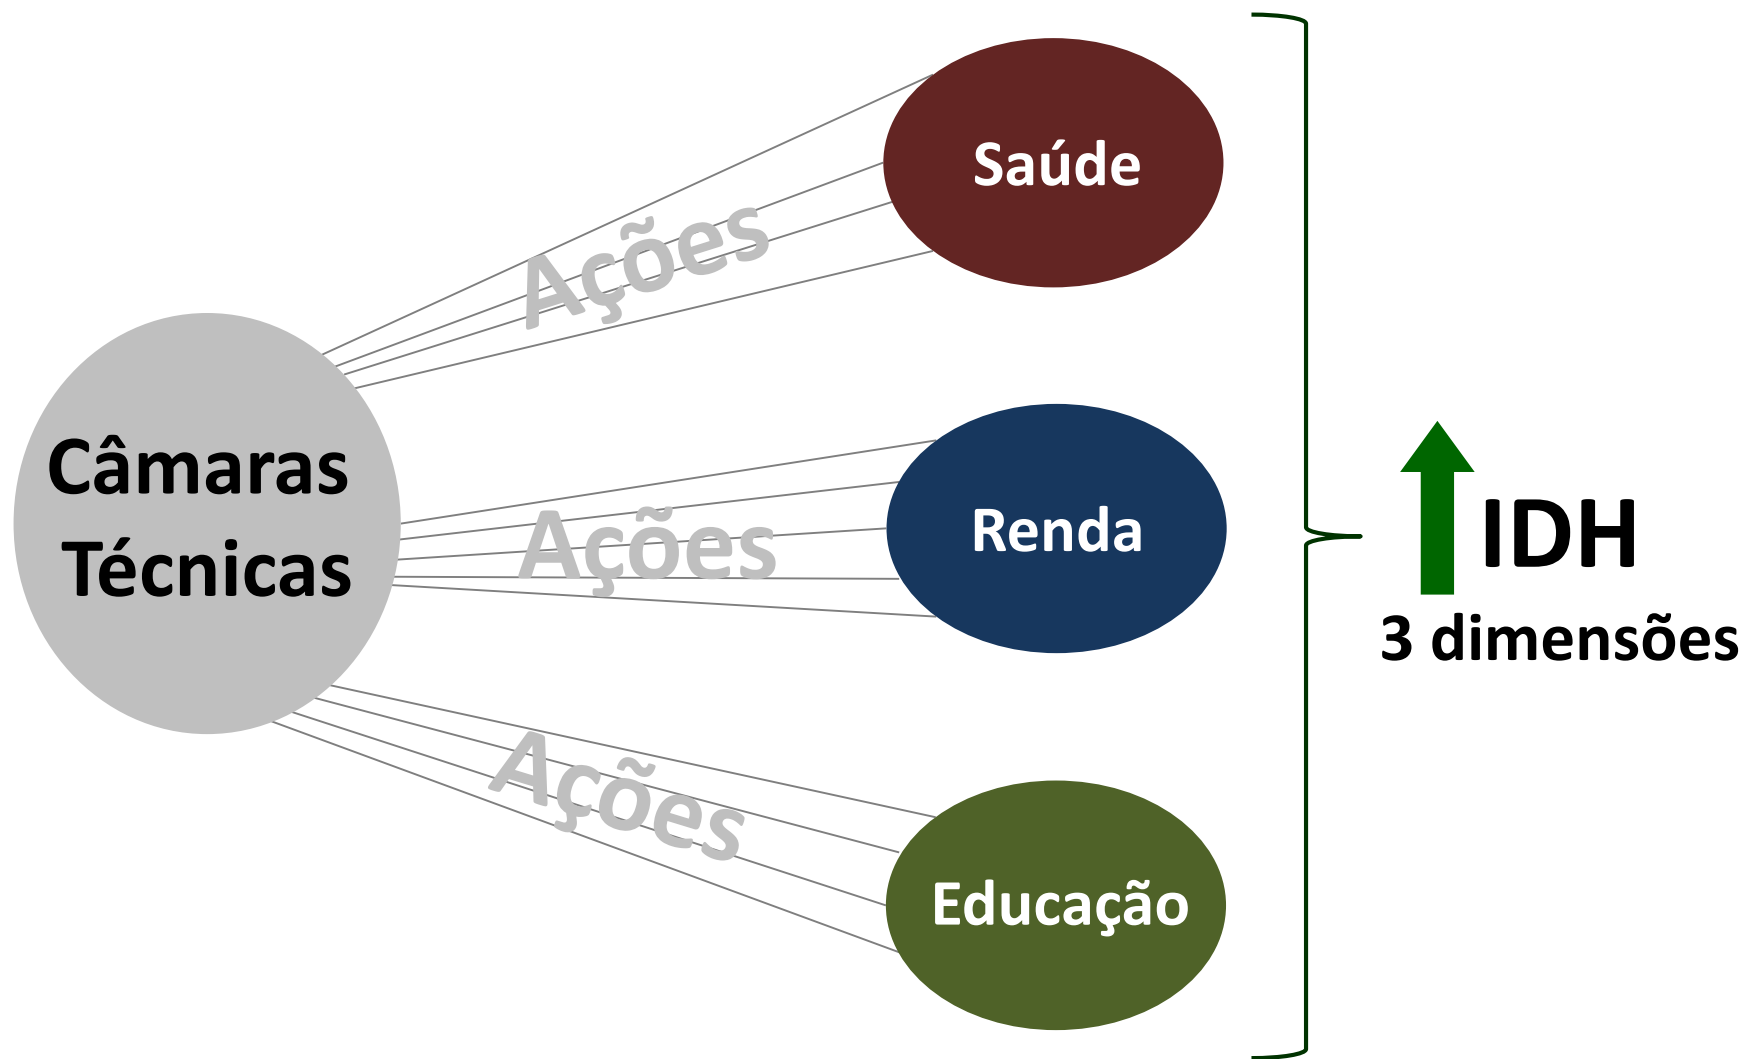 Câmaras
Técnicas
Ações
Ações
Ações
Saúde
Renda
Educação
IDH
3 dimensões